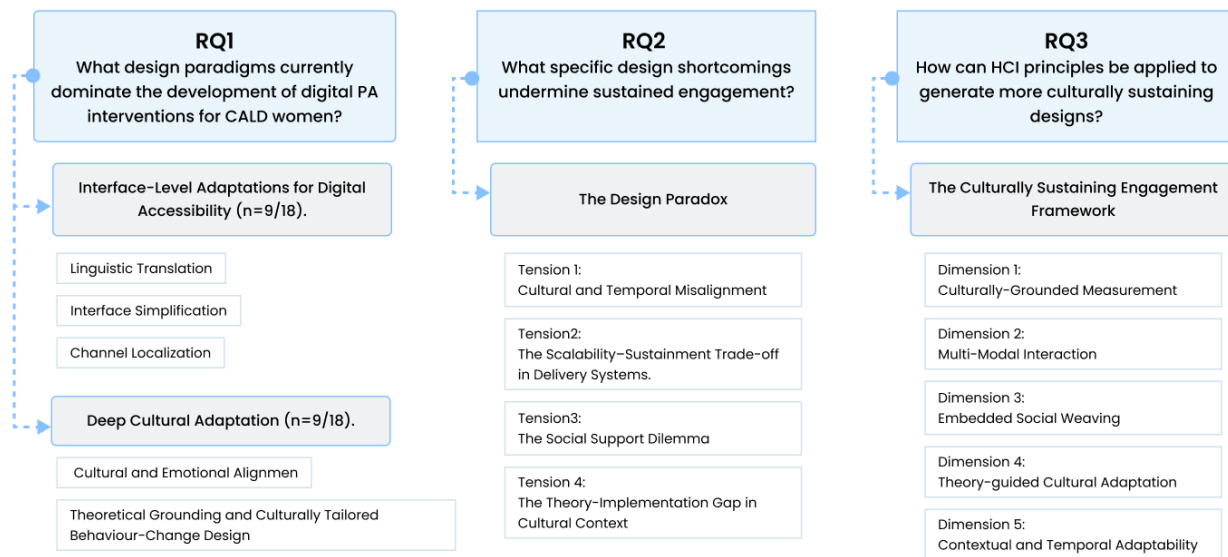 RQ1
What design paradigms currently
dominate the development of digital PA
interventions for CALD women?
Interface-Level Adaptations for Digital
Accessibility (n=9/18).
Linguistic Translation
Interface Simplification
Channel Localization
Deep Cultural Adaptation (n=9/18).
Cultural and Emotional Alignmen
Theoretical Grounding and Culturally Tailored
Behaviour-Change Design
RQ2
What specific design shortcomings
undermine sustained engagement?
The Design Paradox
Tension 1:
Cultural and Temporal Misalignment
Tension2:
The Scalability–Sustainment Trade-off
in Delivery Systems.
Tension3:
The Social Support Dilemma
Tension 4:
The Theory-Implementation Gap in
Cultural Context
RQ3
How can HCI principles be applied to
generate more culturally sustaining
designs?
The Culturally Sustaining Engagement
Framework
Dimension 1:
Culturally-Grounded Measurement
Dimension 2:
Multi-Modal Interaction
Dimension 3:
Embedded Social Weaving
Dimension 4:
Theory-guided Cultural Adaptation
Dimension 5:
Contextual and Temporal Adaptability